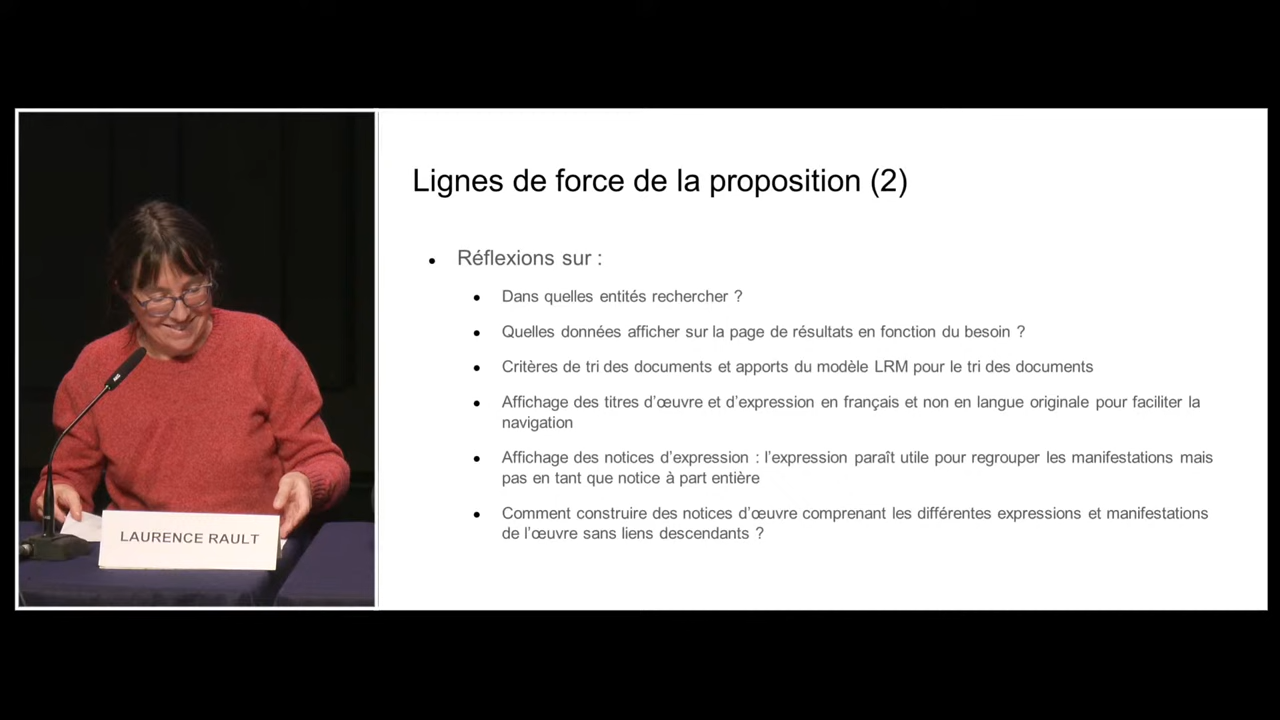 Lignes de force de la proposition (2)
Réflexions sur :
Dans quelles entités rechercher ?
Quelles données afficher sur la page de résultats en fonction du besoin ?
Critères de tri des documents et apports du modèle LRM pour le tri des documents
Affichage des titres d’œuvre et d’expression en français et non en langue originale pour faciliter la
navigation
Affichage des notices d’expression : l’expression paraît utile pour regrouper les manifestations mais
pas en tant que notice à part entière
Comment construire des notices d’œuvre comprenant les différentes expressions et manifestations
de l’œuvre sans liens descendants ?
LAURENCE RAULT